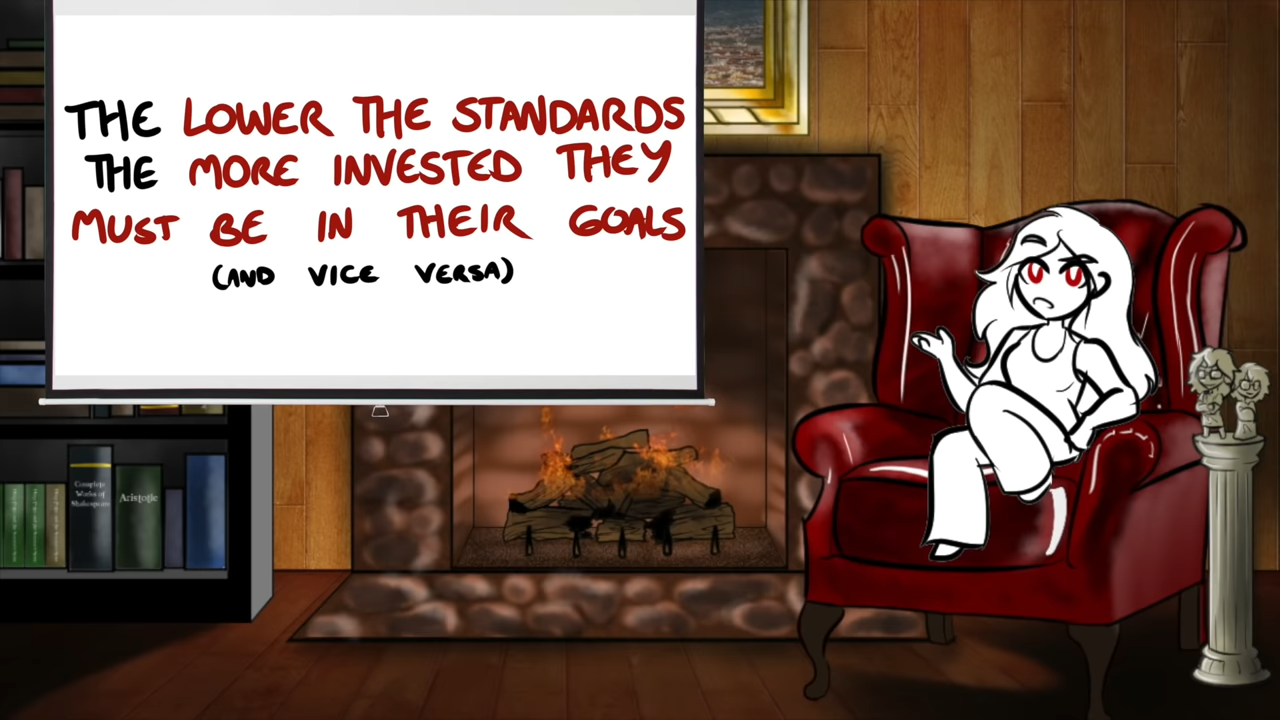 THE LOWER THE STANDARDS
THE MORE INVESTED THEY
MUST BE IN THEIR GOALS
(AND VICE VERSA)
Complete
Works of
Shakespeare
Aristotle